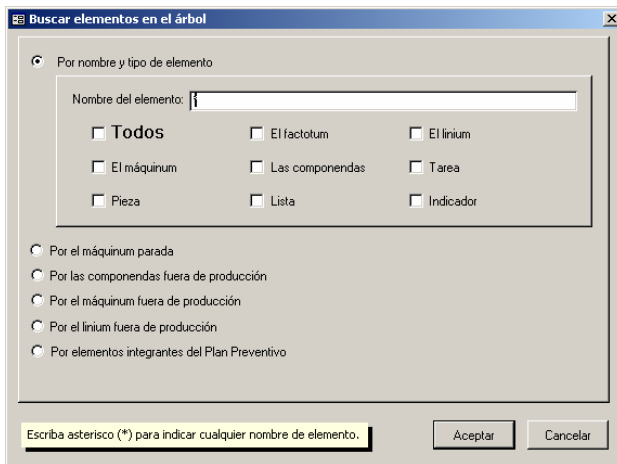 Buscar elementos en el árbol
Por nombre y tipo de elemento
Nombre del elemento:
Todos El factotum El linium
El máquinum Las componendas Tarea
Pieza Lista Indicador
Por el máquinum parada
Por las componendas fuera de producción
Por el máquinum fuera de producción
Por el linium fuera de producción
Por elementos integrantes del Plan Preventivo
Escriba asterisco (*) para indicar cualquier nombre de elemento. Aceptar Cancelar